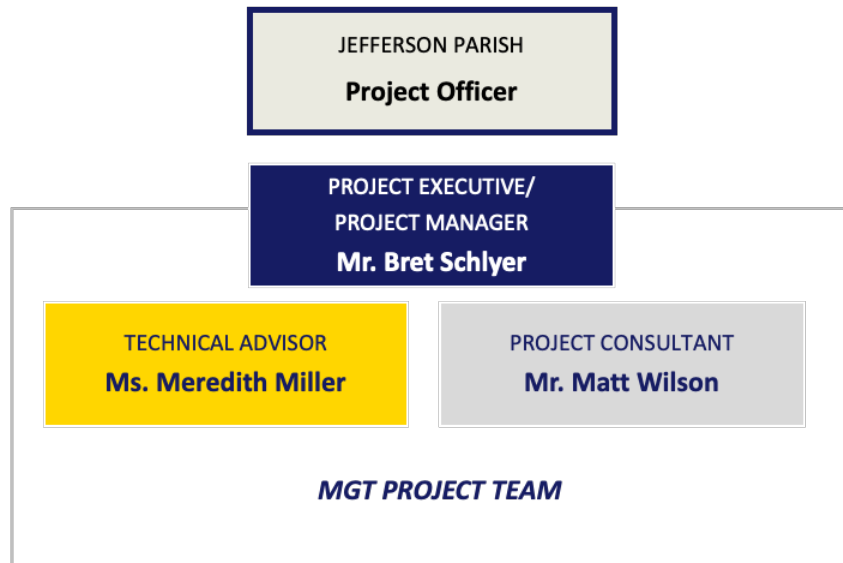 JEFFERSON PARISH
Project Officer
PROJECT EXECUTIVE/
PROJECT MANAGER
Mr. Bret Schlyer
TECHNICAL ADVISOR
Ms. Meredith Miller
PROJECT CONSULTANT
Mr. Matt Wilson
MGT PROJECT TEAM